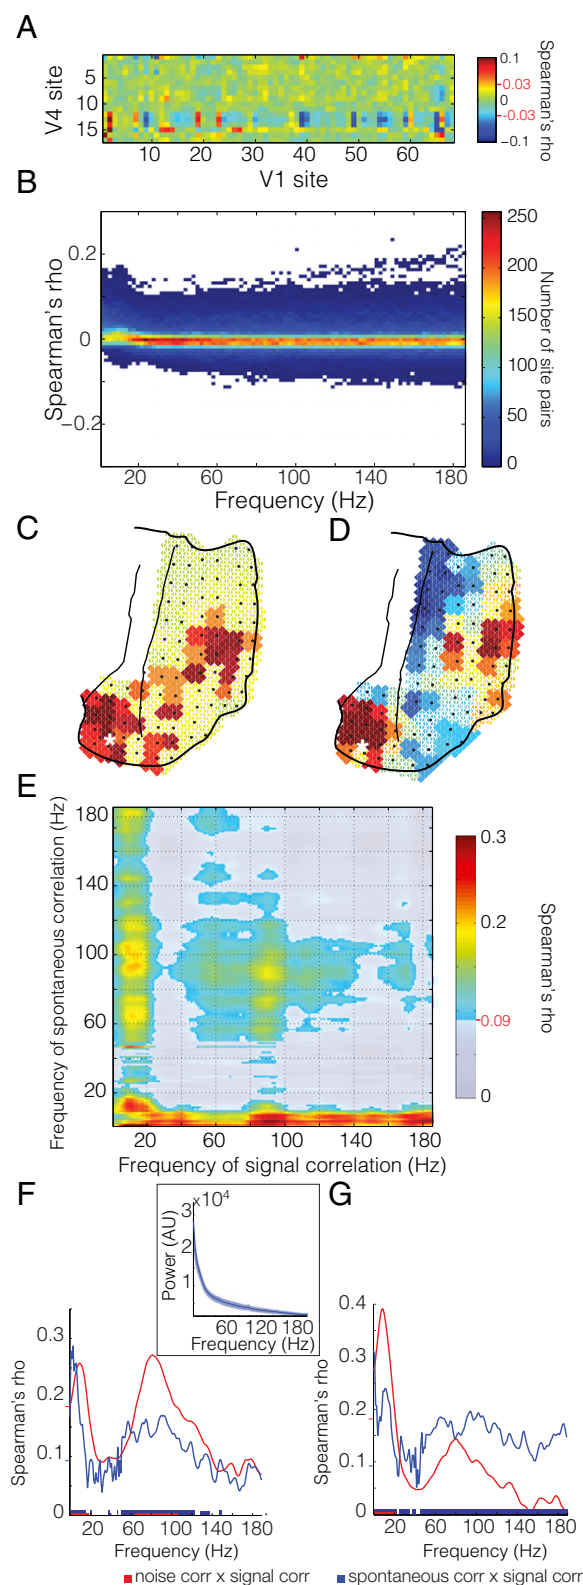 A
V4 site
5
10
15
10 20 30 40 50 60
V1 site
0.1
0.03
0
-0.03
-0.1
Spearman's rho
B
Spearman's rho
0.2
0
-0.2
20 60 100 140 180
Frequency (Hz)
250
200
150
100
50
0
Number of site pairs
C
D
E
Frequency of spontaneous correlation (Hz)
180
140
100
60
20
20 60 100 140 180
Frequency of signal correlation (Hz)
0.3
0.2
0.09
0
Spearman's rho
F
Spearman's rho
0.3
0.2
0.1
0
20 60 100 140 180
Frequency (Hz)
×10⁴
Power (AU)
3
2
1
60 120 180
Frequency (Hz)
G
Spearman's rho
0.4
0.3
0.2
0.1
0
20 60 100 140 180
Frequency (Hz)
noise corr x signal corr
spontaneous corr x signal corr